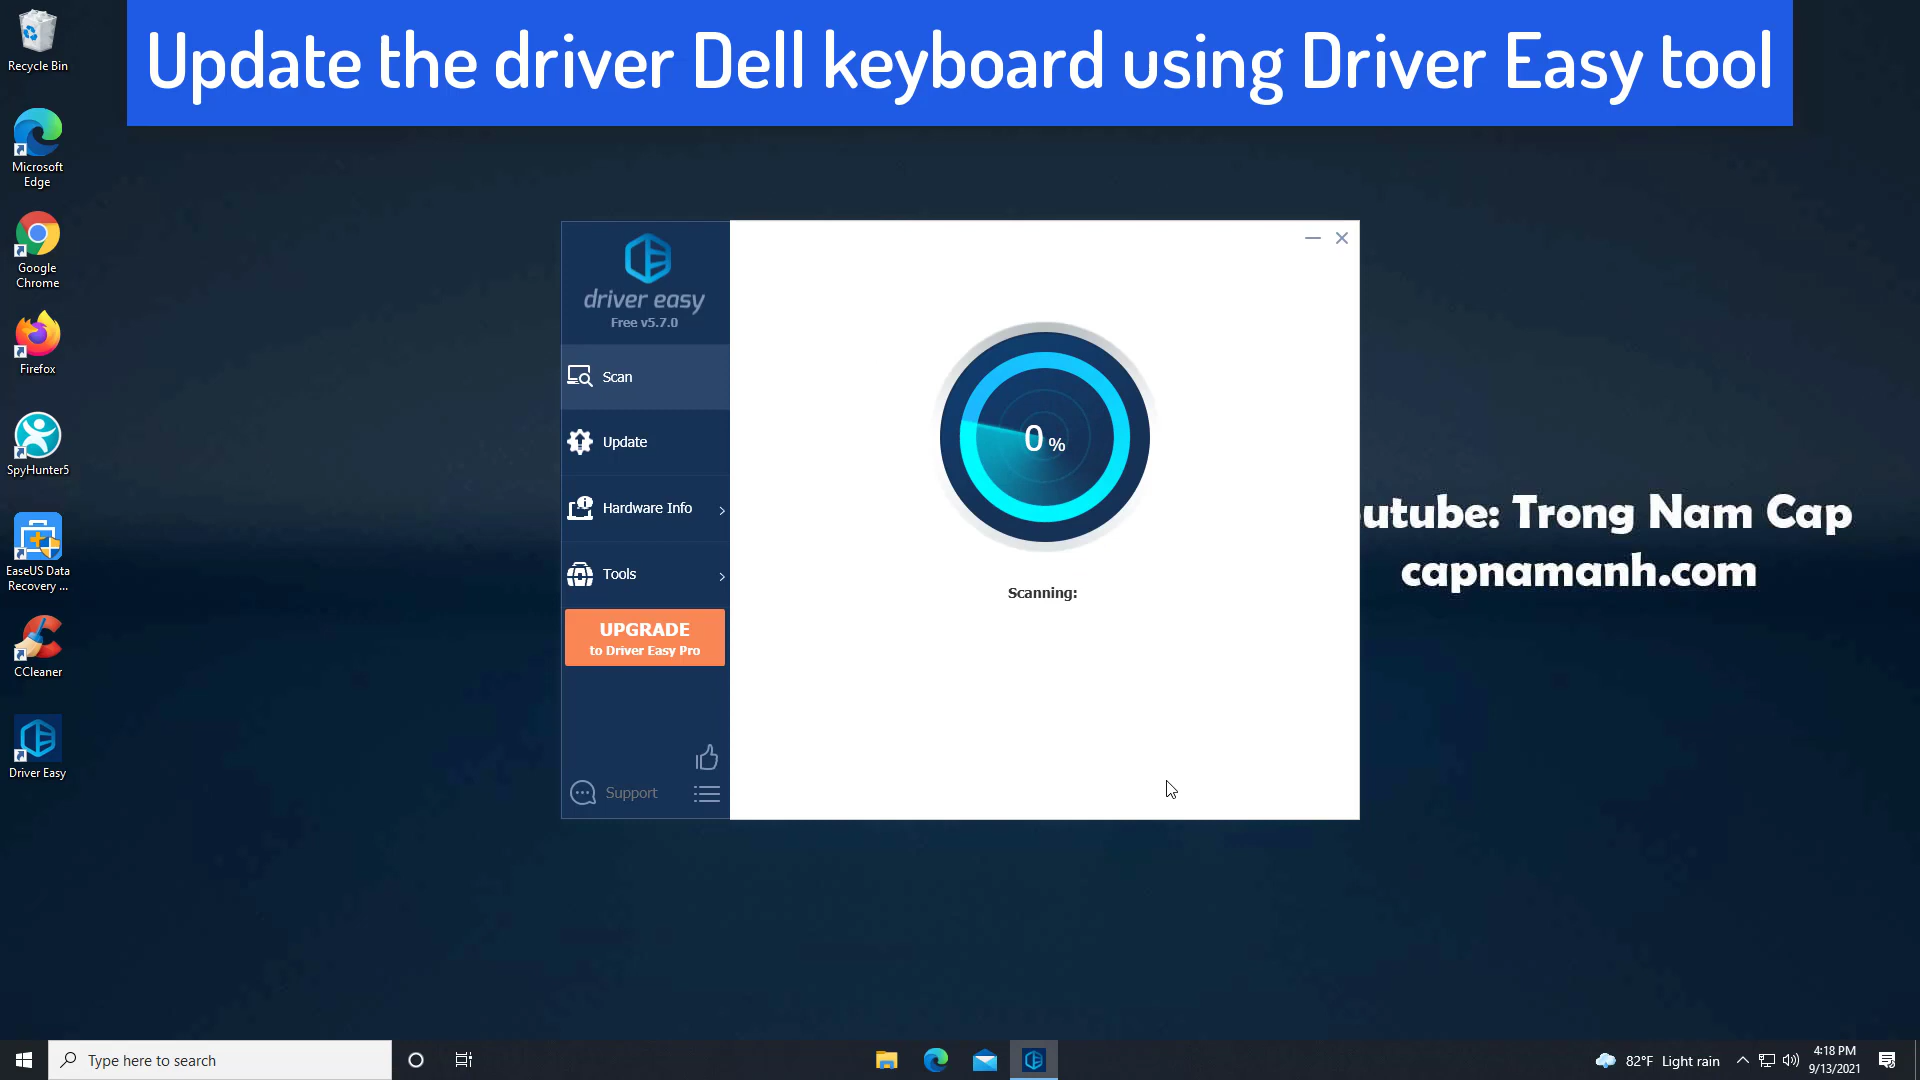 Update the driver Dell keyboard using Driver Easy tool
Recycle Bin
Microsoft
Edge
Google
Chrome
Firefox
SpyHunter5
EaseUS Data
Recovery ...
CCleaner
Driver Easy
driver easy
Free v5.7.0
Scan
Update
Hardware Info
Tools
UPGRADE
to Driver Easy Pro
Support
0 %
Scanning:
utube: Trong Nam Cap
capnamanh.com
Type here to search
82°F Light rain
4:18 PM
9/13/2021